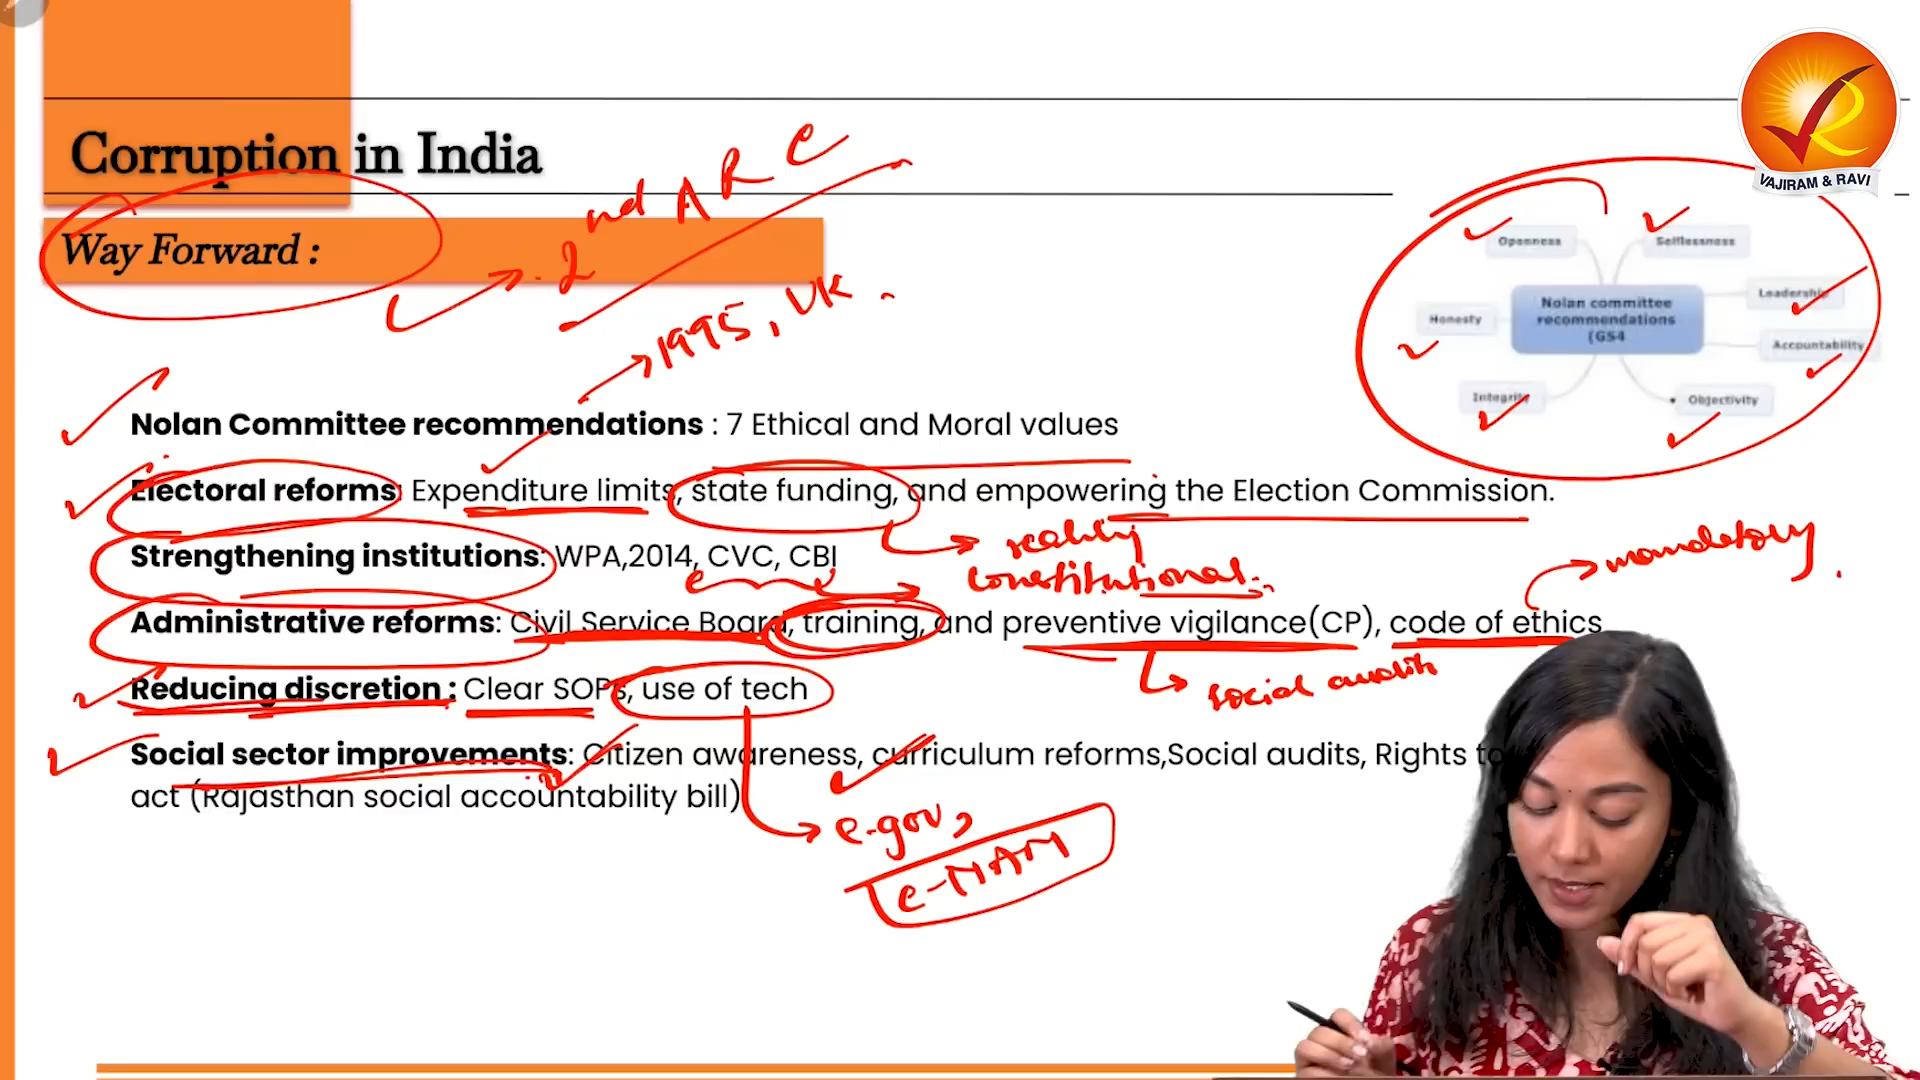 VAJIRAM & RAVI
Corruption in India
2nd ARC
Way Forward :
1995, UK.
Openness
Selflessness
Leadership
Honesty
Nolan committee
recommendations
(GS4
Accountability
Integrity
Objectivity
Nolan Committee recommendations : 7 Ethical and Moral values
Electoral reforms: Expenditure limits, state funding, and empowering the Election Commission.
reality
mandatory.
Strengthening institutions: WPA,2014, CVC, CBI
constitutional
Administrative reforms: Civil Service Board, training, and preventive vigilance(CP), code of ethics
social audits
Reducing discretion : Clear SOPs, use of tech
Social sector improvements: Citizen awareness, curriculum reforms,Social audits, Rights to
act (Rajasthan social accountability bill)
e-gov,
e-NAM